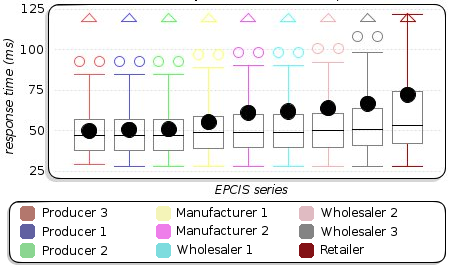 125
100
75
50
25
response time (ms)
EPCIS series
Producer 3
Manufacturer 1
Wholesaler 2
Producer 1
Manufacturer 2
Wholesaler 3
Producer 2
Wholesaler 1
Retailer